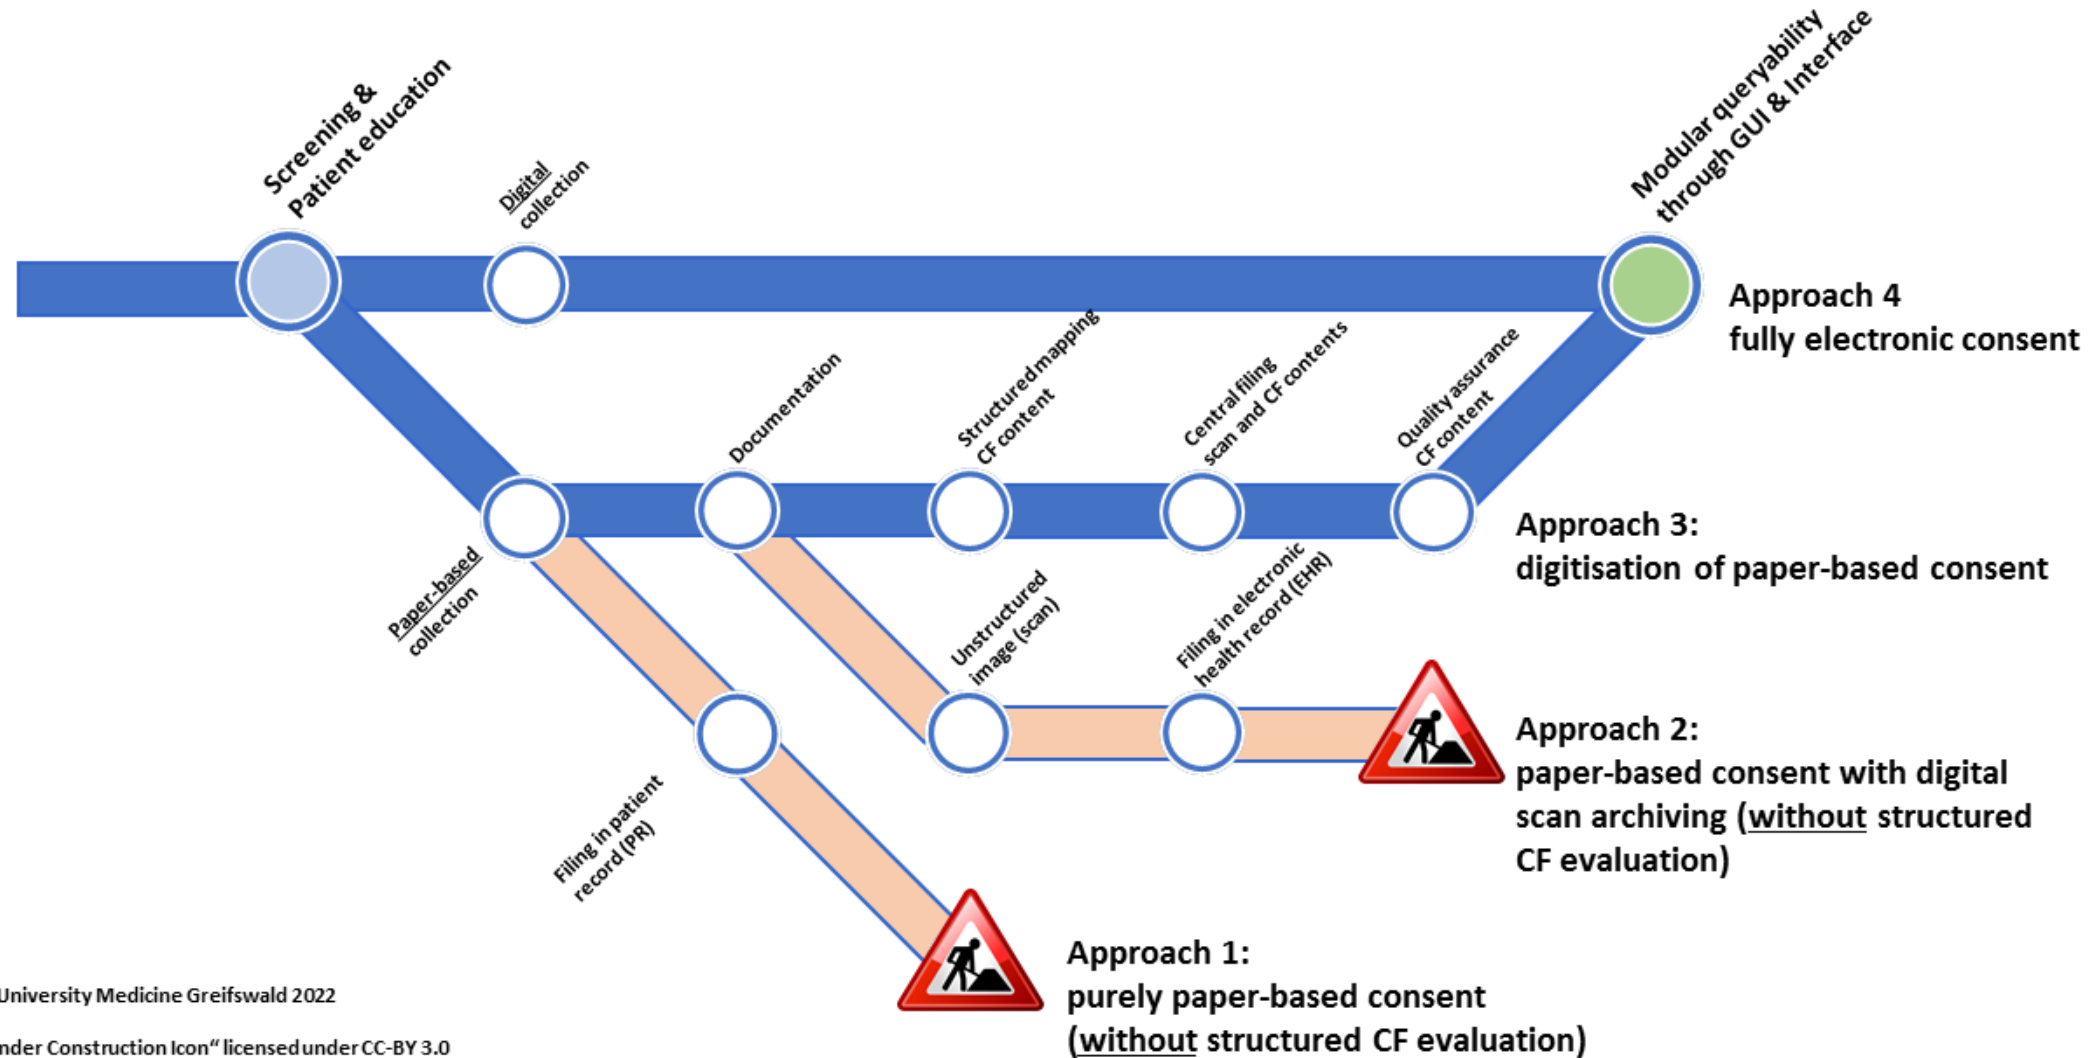 Screening &
Patient education
Digital
collection
Modular queryability
through GUI & Interface
Approach 4
fully electronic consent
Documentation
Structured mapping
CF content
Central filing
scan and CF contents
Quality assurance
CF content
Approach 3:
digitisation of paper-based consent
Paper-based
collection
Unstructured
image (scan)
Filing in electronic
health record (EHR)
Approach 2:
paper-based consent with digital
scan archiving (without structured
CF evaluation)
Filing in patient
record (PR)
Approach 1:
purely paper-based consent
(without structured CF evaluation)
University Medicine Greifswald 2022
nder Construction Icon“ licensed under CC-BY 3.0